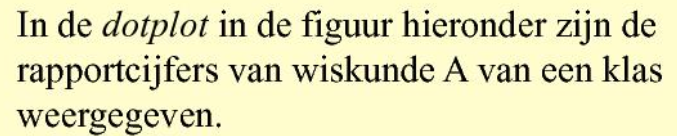 In de dotplot in de figuur hieronder zijn de
rapportcijfers van wiskunde A van een klas
weergegeven.